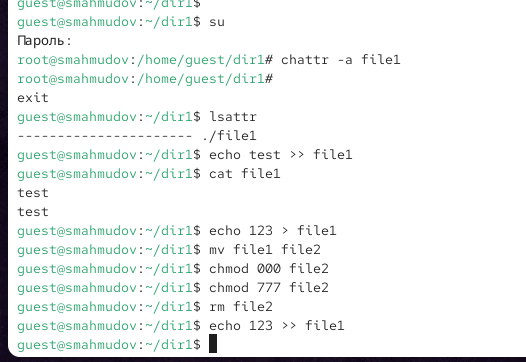 guest@smahmudov:~/dir1$
guest@smahmudov:~/dir1$ su
Пароль:
root@smahmudov:/home/guest/dir1# chattr -a file1
root@smahmudov:/home/guest/dir1#
exit
guest@smahmudov:~/dir1$ lsattr
---------------------- ./file1
guest@smahmudov:~/dir1$ echo test >> file1
guest@smahmudov:~/dir1$ cat file1
test
test
guest@smahmudov:~/dir1$ echo 123 > file1
guest@smahmudov:~/dir1$ mv file1 file2
guest@smahmudov:~/dir1$ chmod 000 file2
guest@smahmudov:~/dir1$ chmod 777 file2
guest@smahmudov:~/dir1$ rm file2
guest@smahmudov:~/dir1$ echo 123 >> file1
guest@smahmudov:~/dir1$